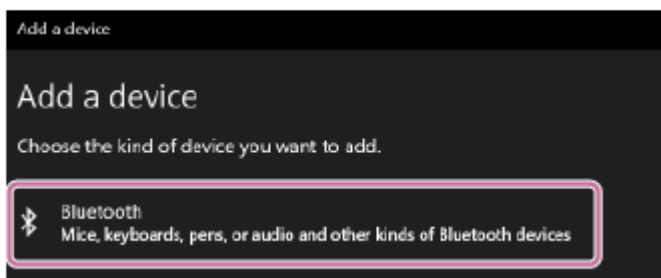 Add a device
Add a device
Choose the kind of device you want to add.
Bluetooth
Mice, keyboards, pens, or audio and other kinds of Bluetooth devices